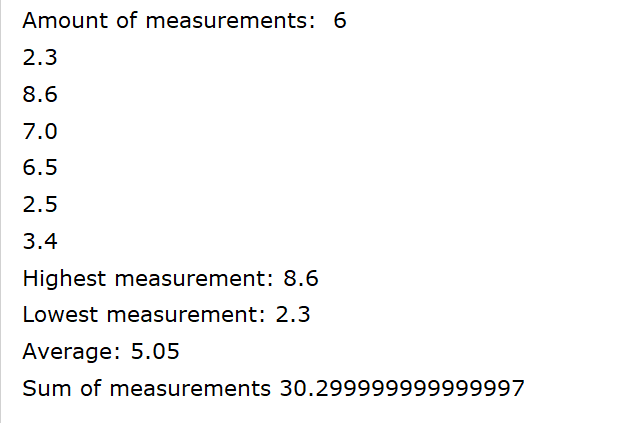 Amount of measurements:  6
2.3
8.6
7.0
6.5
2.5
3.4
Highest measurement: 8.6
Lowest measurement: 2.3
Average: 5.05
Sum of measurements 30.299999999999997